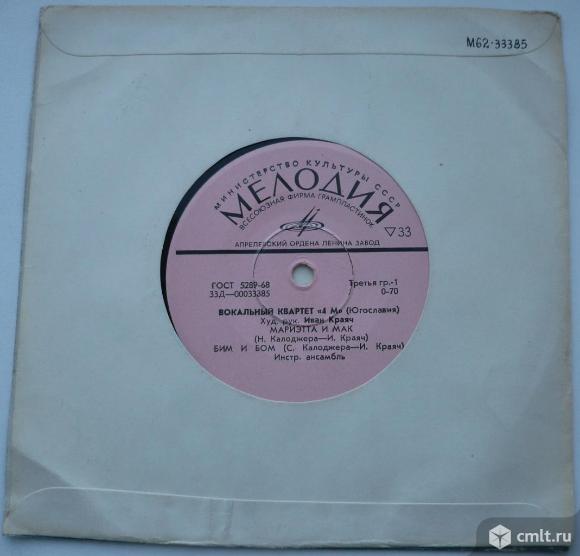 М62-33385
МИНИСТЕРСТВО КУЛЬТУРЫ СССР
МЕЛОДИЯ
ВСЕСОЮЗНАЯ ФИРМА ГРАМПЛАСТИНОК
33
АПРЕЛЕВСКИЙ ОРДЕНА ЛЕНИНА ЗАВОД
ГОСТ 5289-68 Третья гр.-1
33Д—00033385 0-70
ВОКАЛЬНЫЙ КВАРТЕТ «4 М» (Югославия)
Худ. рук. Иван Краяч
МАРИЭТТА И МАК
(Н. Калоджера—И. Краяч)
БИМ И БОМ (С. Калоджера—И. Краяч)
Инстр. ансамбль
cmlt.ru